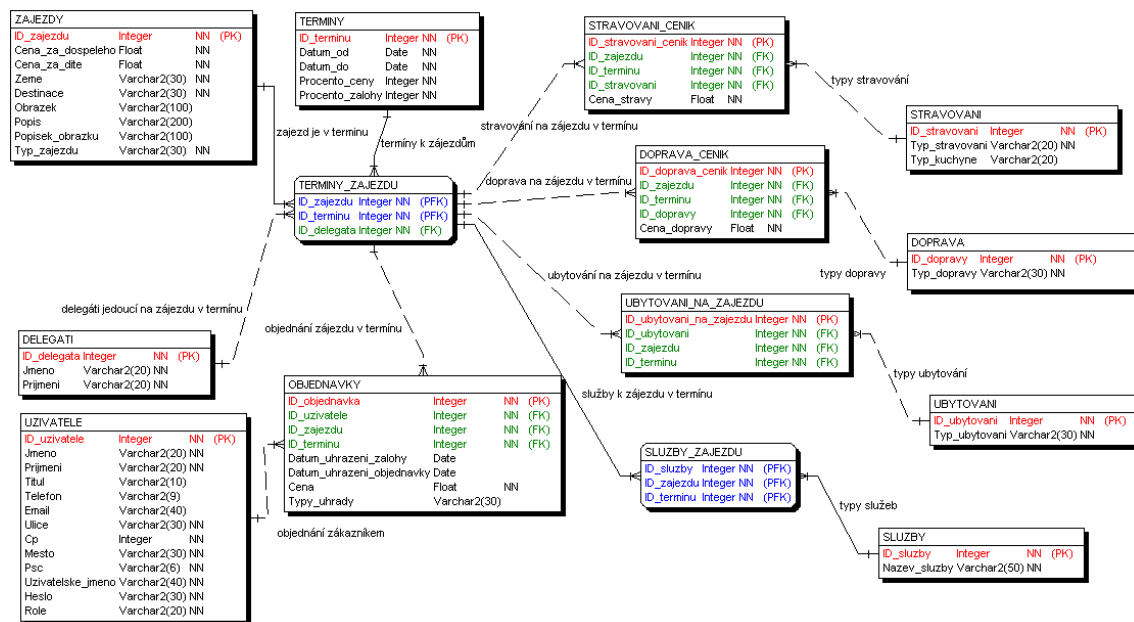 ZAJEZDY
ID_zajezdu Integer NN (PK)
Cena_za_dospeleho Float NN
Cena_za_dite Float NN
Zeme Varchar2(30) NN
Destinace Varchar2(30) NN
Obrazek Varchar2(100)
Popis Varchar2(200)
Popisek_obrazku Varchar2(100)
Typ_zajezdu Varchar2(30) NN
TERMINY
ID_terminu Integer NN (PK)
Datum_od Date NN
Datum_do Date NN
Procento_ceny Integer NN
Procento_zalohy Integer NN
STRAVOVANI_CENIK
ID_stravovani_cenik Integer NN (PK)
ID_zajezdu Integer NN (FK)
ID_terminu Integer NN (FK)
ID_stravovani Integer NN (FK)
Cena_stravy Float NN
typy stravování
STRAVOVANI
ID_stravovani Integer NN (PK)
Typ_stravovani Varchar2(20) NN
Typ_kuchyne Varchar2(20)
zajezd je v terminu
termíny k zájezdům
stravování na zájezdu v termínu
DOPRAVA_CENIK
ID_doprava_cenik Integer NN (PK)
ID_zajezdu Integer NN (FK)
ID_terminu Integer NN (FK)
ID_dopravy Integer NN (FK)
Cena_dopravy Float NN
TERMINY_ZAJEZDU
ID_zajezdu Integer NN (PFK)
ID_terminu Integer NN (PFK)
ID_delegata Integer NN (FK)
doprava na zájezdu v termínu
typy dopravy
DOPRAVA
ID_dopravy Integer NN (PK)
Typ_dopravy Varchar2(30) NN
ubytování na zájezdu v termínu
delegáti jedoucí na zájezdu v termínu
objednání zájezdu v termínu
UBYTOVANI_NA_ZAJEZDU
ID_ubytovani_na_zajezdu Integer NN (PK)
ID_ubytovani Integer NN (FK)
ID_zajezdu Integer NN (FK)
ID_terminu Integer NN (FK)
DELEGATI
ID_delegata Integer NN (PK)
Jmeno Varchar2(20) NN
Prijmeni Varchar2(20) NN
typy ubytování
UBYTOVANI
ID_ubytovani Integer NN (PK)
Typ_ubytovani Varchar2(30) NN
OBJEDNAVKY
ID_objednavka Integer NN (PK)
ID_uzivatele Integer NN (FK)
ID_zajezdu Integer NN (FK)
ID_terminu Integer NN (FK)
Datum_uhrazeni_zalohy Date
Datum_uhrazeni_objednavky Date
Cena Float NN
Typy_uhrady Varchar2(30)
služby k zájezdu v termínu
UZIVATELE
ID_uzivatele Integer NN (PK)
Jmeno Varchar2(20) NN
Prijmeni Varchar2(20) NN
Titul Varchar2(10)
Telefon Varchar2(9)
Email Varchar2(40)
Ulice Varchar2(30) NN
Cp Integer NN
Mesto Varchar2(30) NN
Psc Varchar2(6) NN
Uzivatelske_jmeno Varchar2(40) NN
Heslo Varchar2(30) NN
Role Varchar2(20) NN
objednání zákazníkem
SLUZBY_ZAJEZDU
ID_sluzby Integer NN (PFK)
ID_zajezdu Integer NN (PFK)
ID_terminu Integer NN (PFK)
typy služeb
SLUZBY
ID_sluzby Integer NN (PK)
Nazev_sluzby Varchar2(50) NN